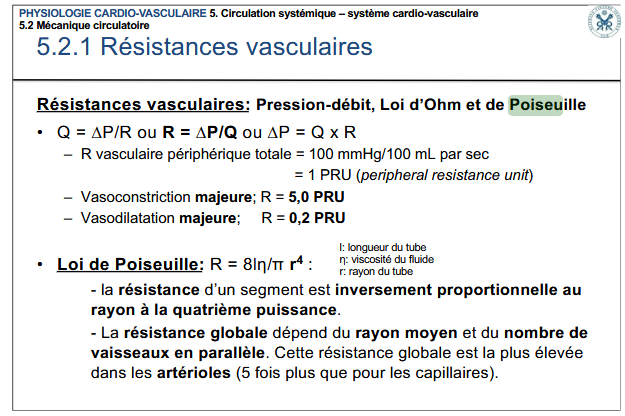 PHYSIOLOGIE CARDIO-VASCULAIRE 5. Circulation systémique – système cardio-vasculaire
5.2 Mécanique circulatoire
5.2.1 Résistances vasculaires
Résistances vasculaires: Pression-débit, Loi d'Ohm et de Poiseuille
• Q = ∆P/R ou R = ∆P/Q ou ∆P = Q x R
– R vasculaire périphérique totale = 100 mmHg/100 mL par sec
= 1 PRU (peripheral resistance unit)
– Vasoconstriction majeure; R = 5,0 PRU
– Vasodilatation majeure; R = 0,2 PRU
• Loi de Poiseuille: R = 8lη/π r⁴ :
l: longueur du tube
η: viscosité du fluide
r: rayon du tube
- la résistance d'un segment est inversement proportionnelle au
rayon à la quatrième puissance.
- La résistance globale dépend du rayon moyen et du nombre de
vaisseaux en parallèle. Cette résistance globale est la plus élevée
dans les artérioles (5 fois plus que pour les capillaires).